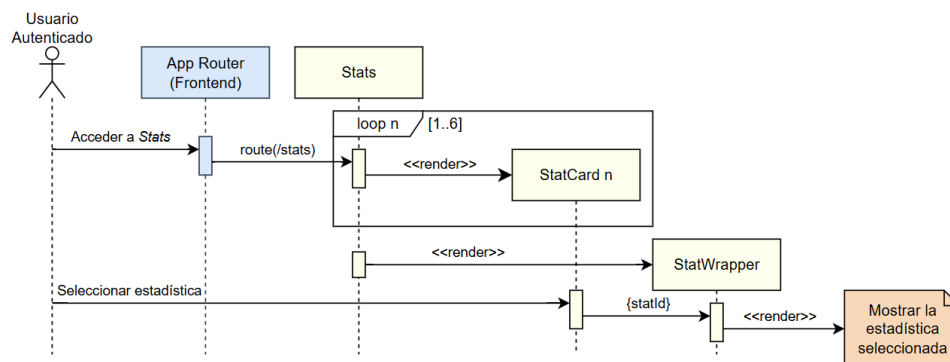 Usuario
Autenticado
App Router
(Frontend)
Stats
loop n
[1..6]
Acceder a Stats
route(/stats)
<<render>>
StatCard n
<<render>>
StatWrapper
Seleccionar estadística
{statId}
<<render>>
Mostrar la
estadística
seleccionada